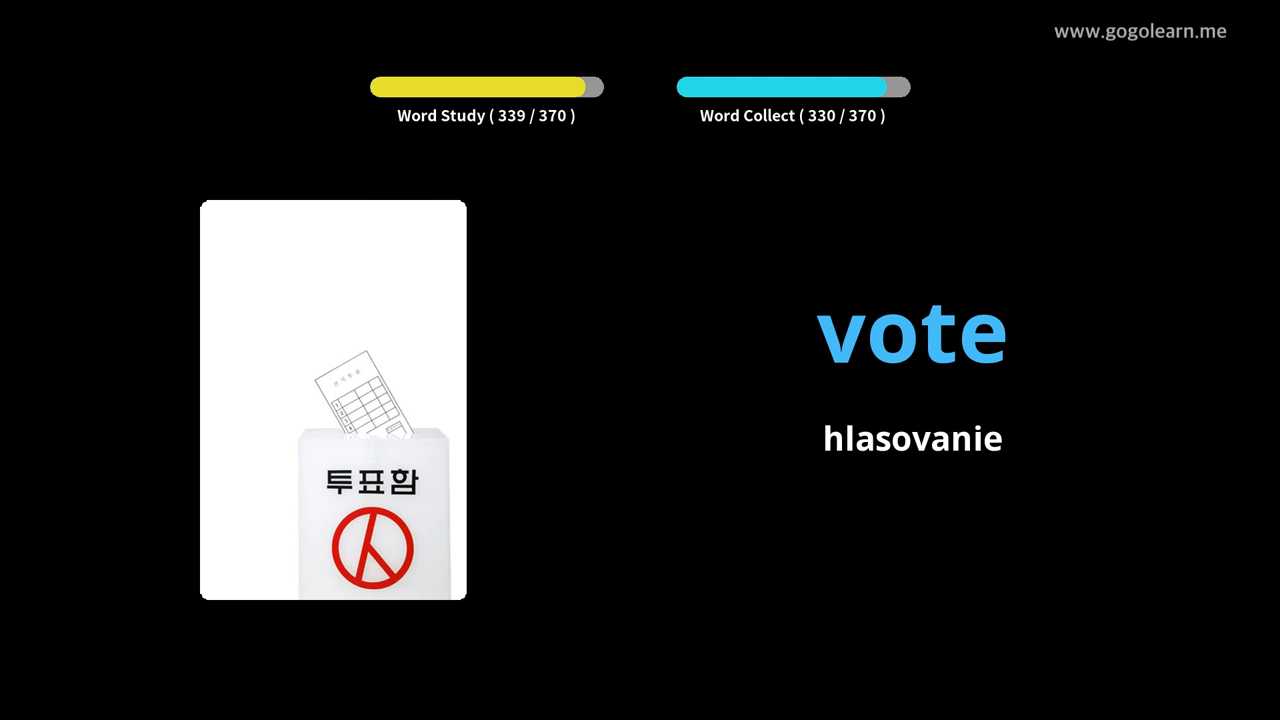 www.gogolearn.me
Word Study ( 339 / 370 )
Word Collect ( 330 / 370 )
vote
hlasovanie
투표함